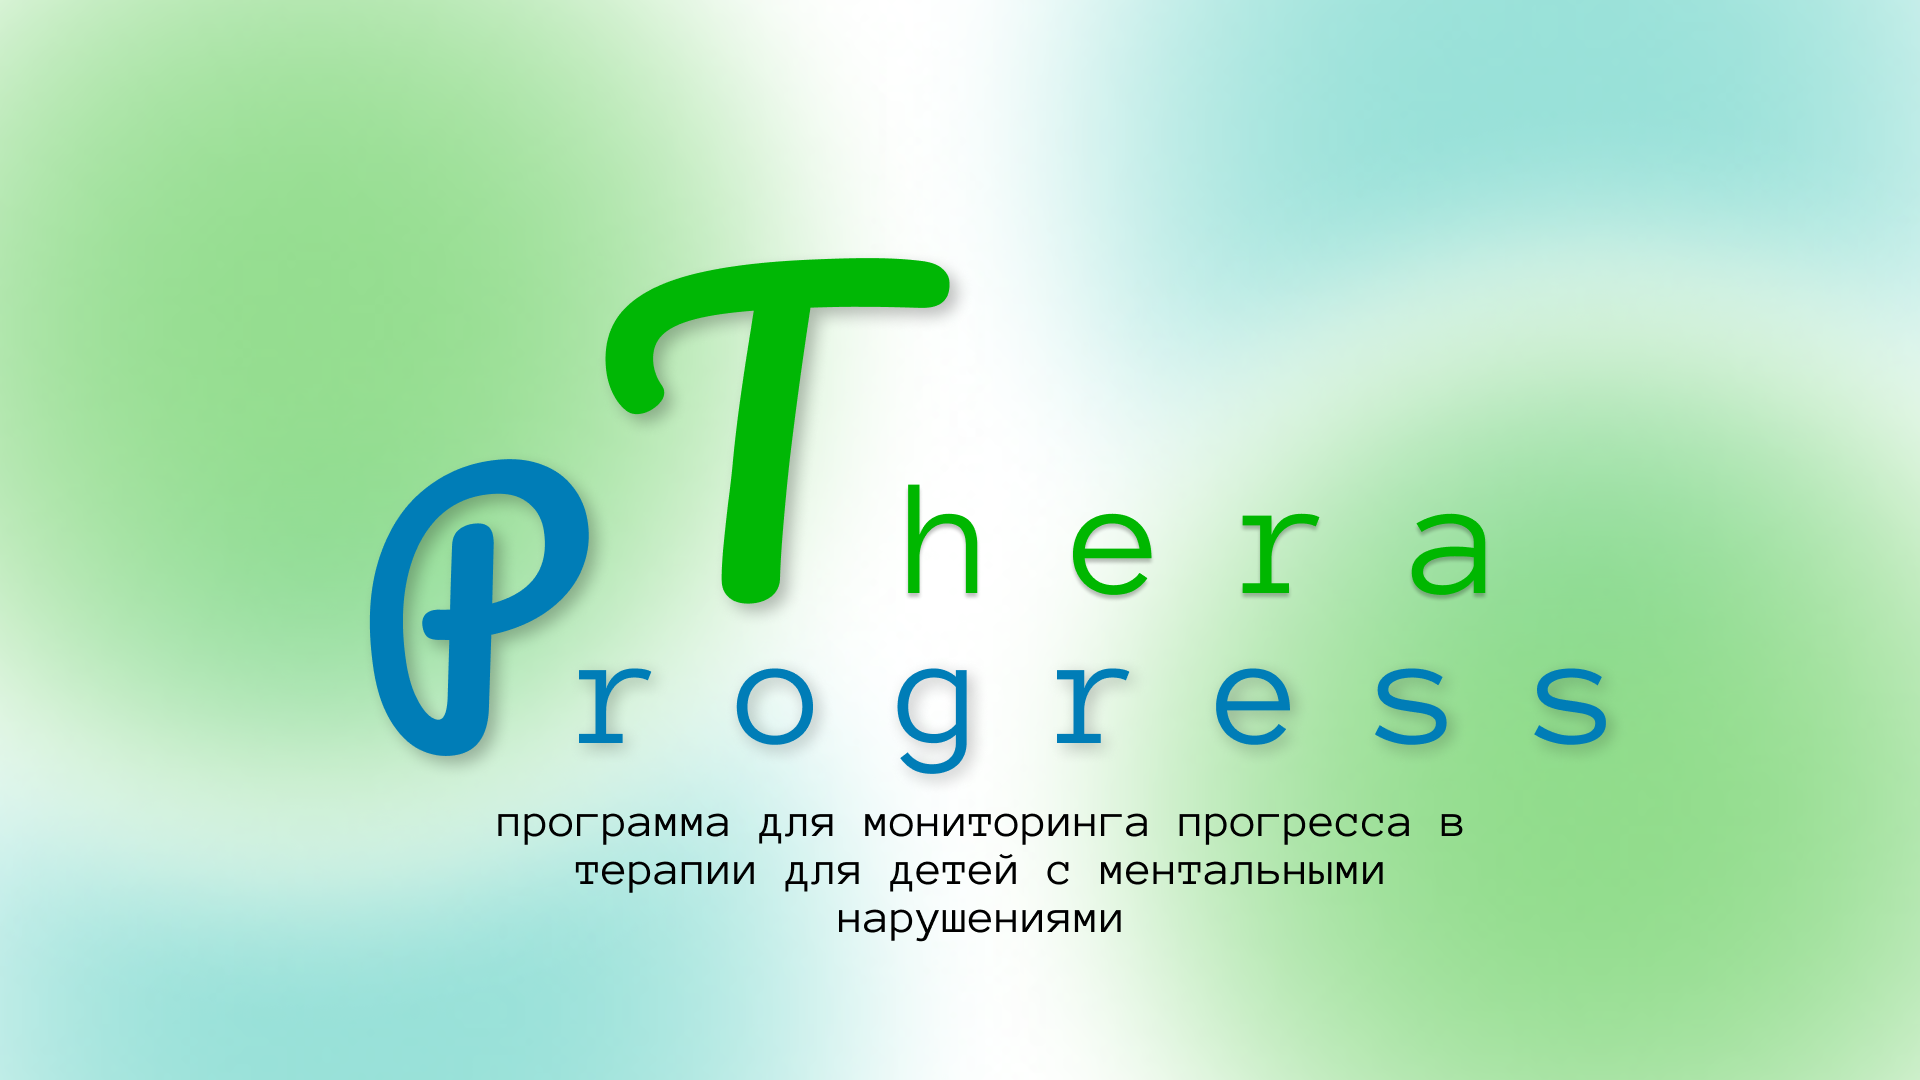 Thera
Progress
программа для мониторинга прогресса в
терапии для детей с ментальными
нарушениями